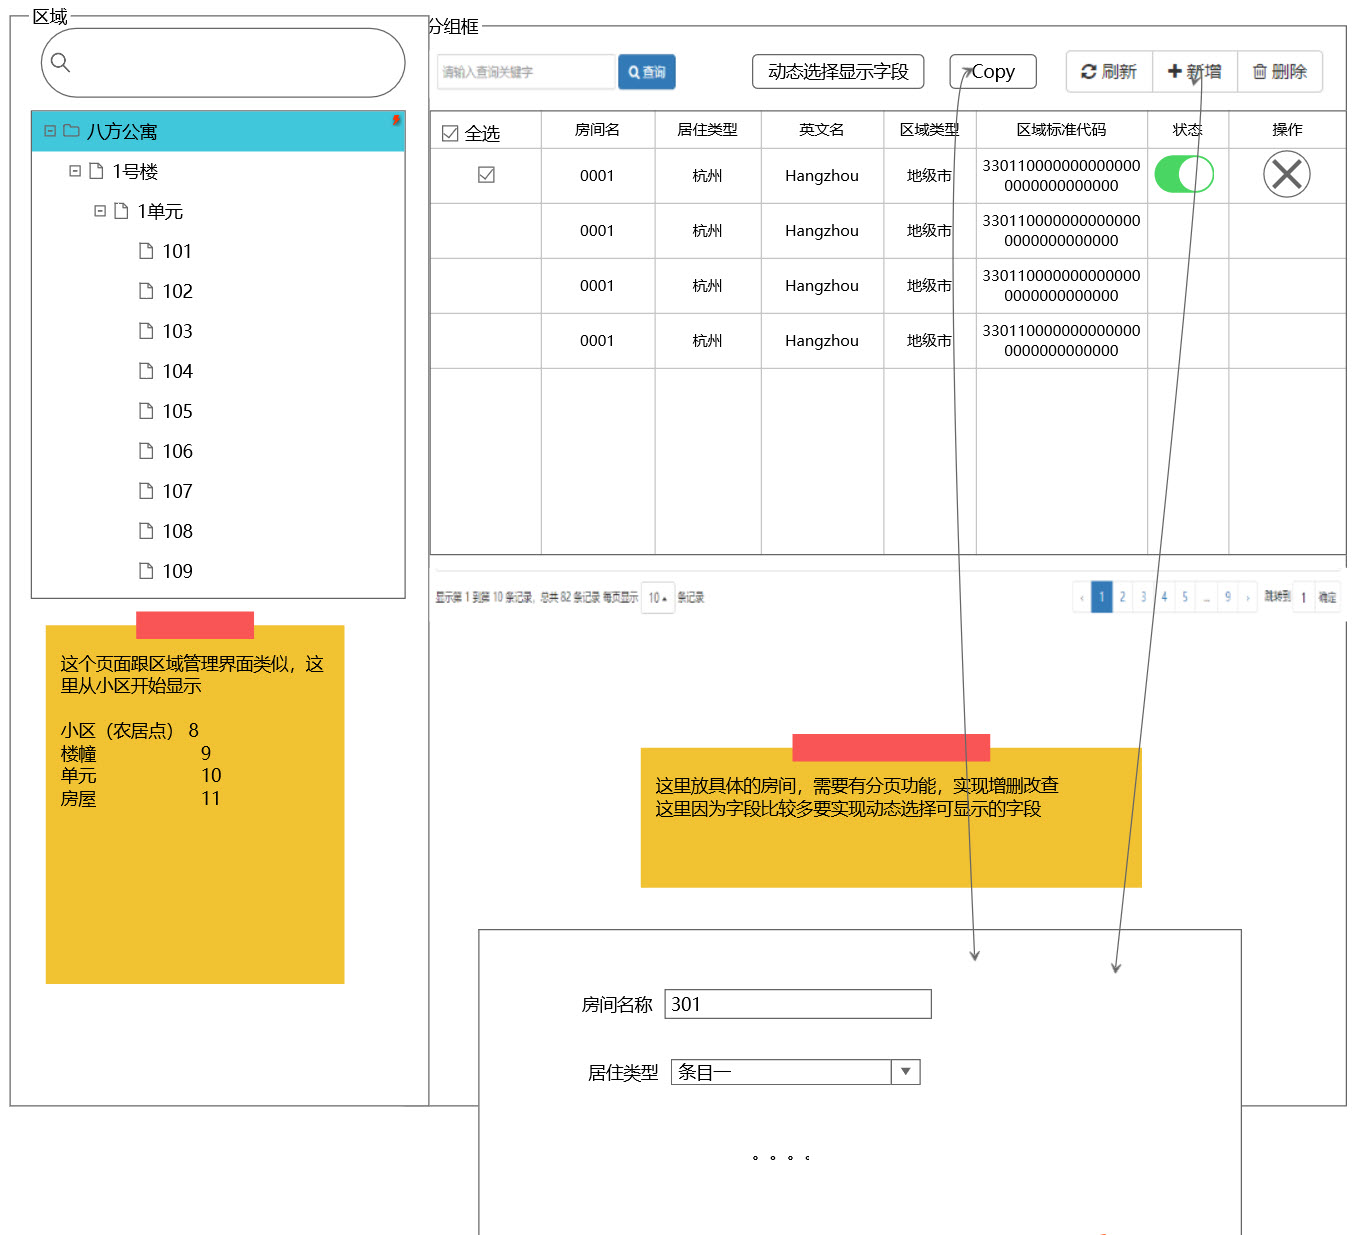 区域
八方公寓
1号楼
1单元
101
102
103
104
105
106
107
108
109
这个页面跟区域管理界面类似，这
里从小区开始显示
小区（农居点） 8
楼幢 9
单元 10
房屋 11
分组框
请输入查询关键字 查询 动态选择显示字段 Copy 刷新 新增 删除
全选 房间名 居住类型 英文名 区域类型 区域标准代码 状态 操作
0001 杭州 Hangzhou 地级市 330110000000000000
0000000000000
0001 杭州 Hangzhou 地级市 330110000000000000
0000000000000
0001 杭州 Hangzhou 地级市 330110000000000000
0000000000000
0001 杭州 Hangzhou 地级市 330110000000000000
0000000000000
显示第 1 到第 10 条记录，总共 82 条记录 每页显示 10 条记录 ‹ 1 2 3 4 5 ... 9 › 跳转到 1 确定
这里放具体的房间，需要有分页功能，实现增删改查
这里因为字段比较多要实现动态选择可显示的字段
房间名称 301
居住类型 条目一
。。。。